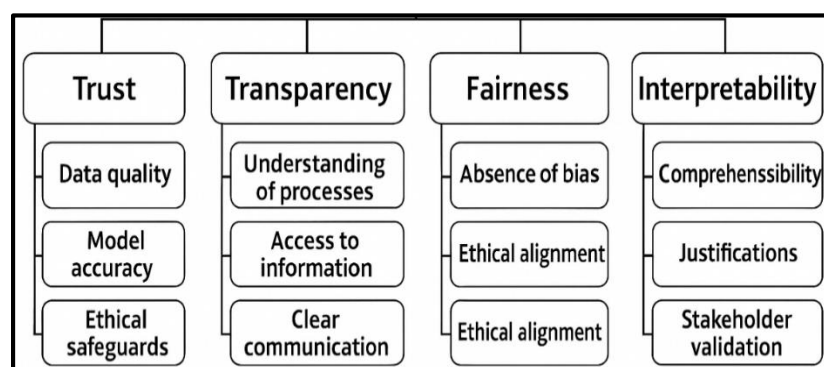 Trust
Data quality
Model
accuracy
Ethical
safeguards
Transparency
Understanding
of processes
Access to
information
Clear
communication
Fairness
Absence of bias
Ethical alignment
Ethical alignment
Interpretability
Comprehenssibility
Justifications
Stakeholder
validation